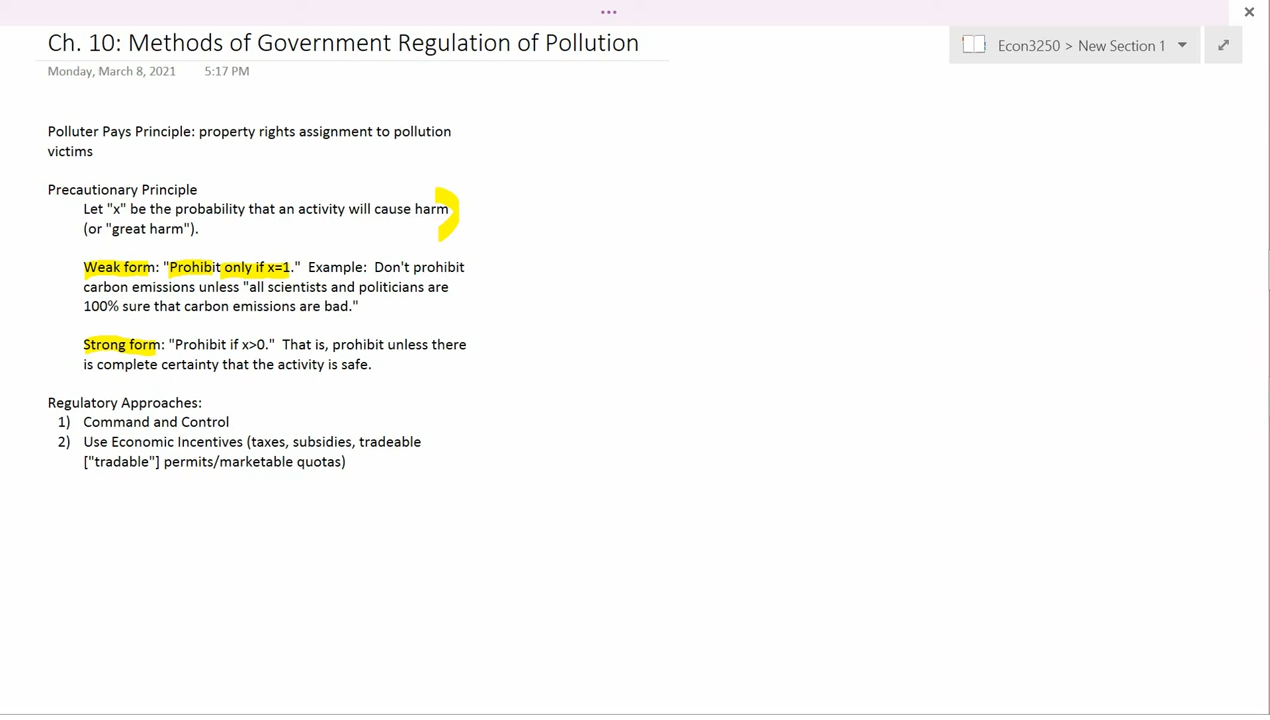 Ch. 10: Methods of Government Regulation of Pollution
Econ3250 > New Section 1
Monday, March 8, 2021 5:17 PM
Polluter Pays Principle: property rights assignment to pollution
victims
Precautionary Principle
Let "x" be the probability that an activity will cause harm
(or "great harm").
Weak form: "Prohibit only if x=1." Example: Don't prohibit
carbon emissions unless "all scientists and politicians are
100% sure that carbon emissions are bad."
Strong form: "Prohibit if x>0." That is, prohibit unless there
is complete certainty that the activity is safe.
Regulatory Approaches:
1) Command and Control
2) Use Economic Incentives (taxes, subsidies, tradeable
["tradable"] permits/marketable quotas)